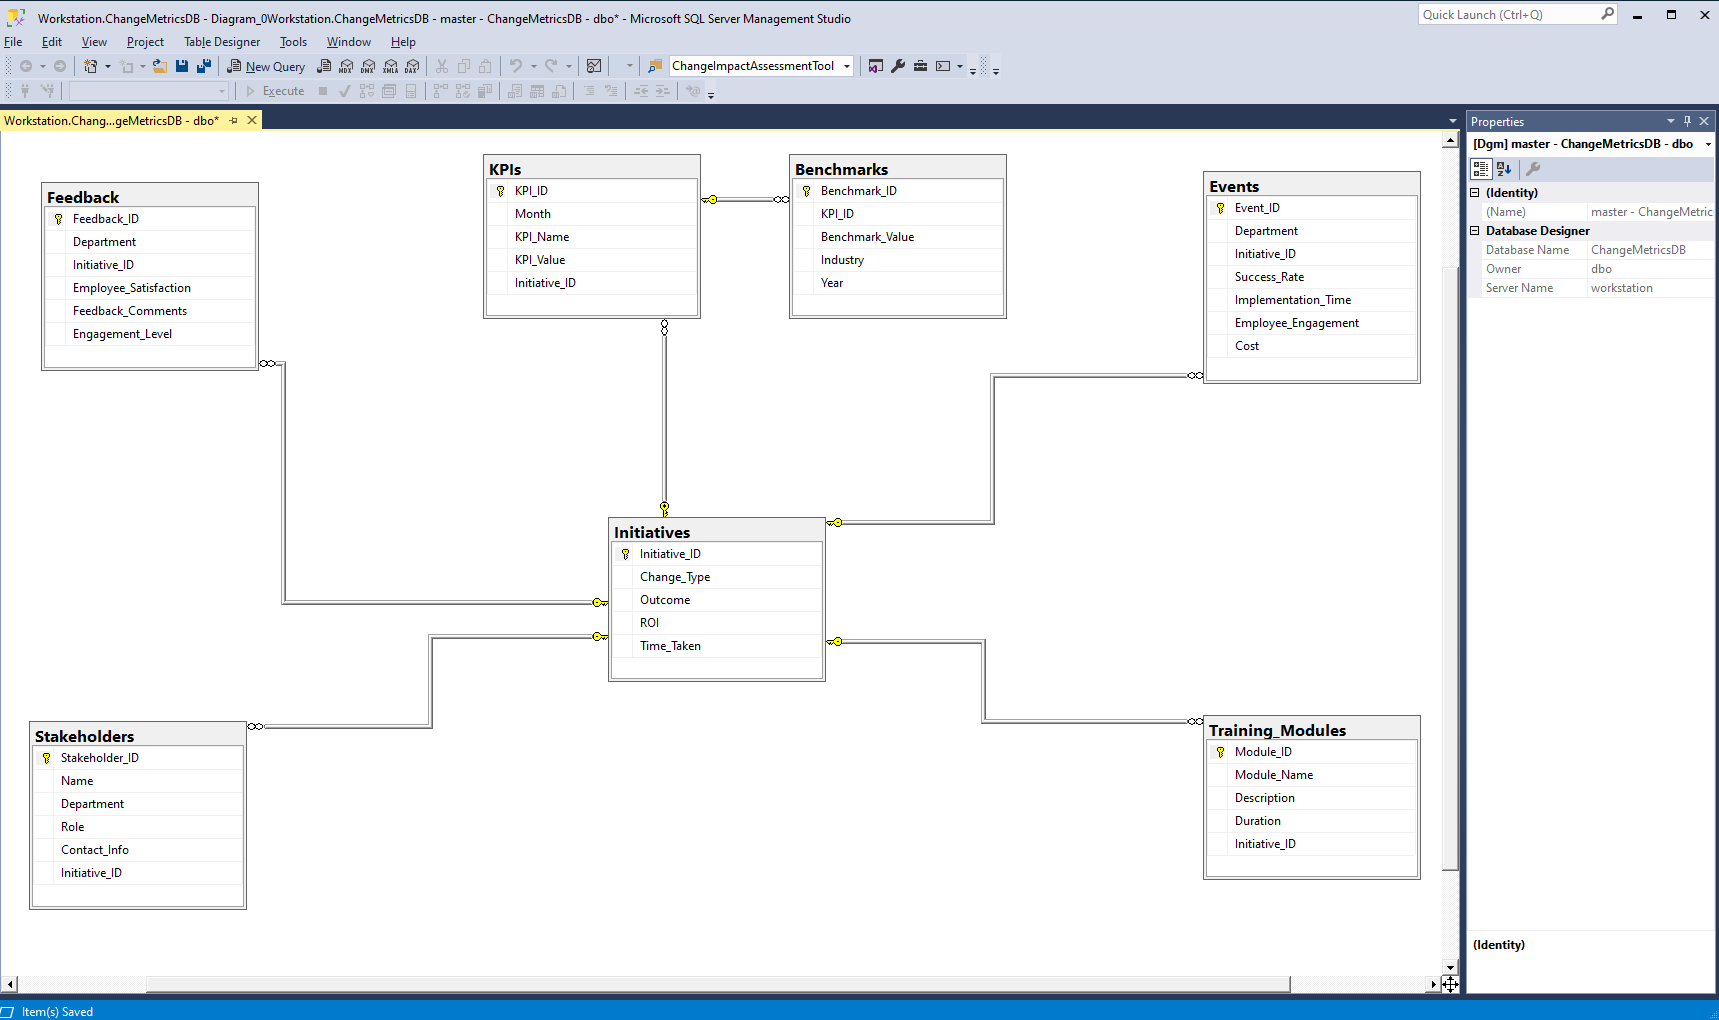 Workstation.ChangeMetricsDB - Diagram_0Workstation.ChangeMetricsDB - master - ChangeMetricsDB - dbo* - Microsoft SQL Server Management Studio
Quick Launch (Ctrl+Q)
File Edit View Project Table Designer Tools Window Help
New Query MDX DMX XMLA DAX ChangeImpactAssessmentTool
Execute
Workstation.Chang...geMetricsDB - dbo*
Feedback
Feedback_ID
Department
Initiative_ID
Employee_Satisfaction
Feedback_Comments
Engagement_Level
KPIs
KPI_ID
Month
KPI_Name
KPI_Value
Initiative_ID
Benchmarks
Benchmark_ID
KPI_ID
Benchmark_Value
Industry
Year
Events
Event_ID
Department
Initiative_ID
Success_Rate
Implementation_Time
Employee_Engagement
Cost
Initiatives
Initiative_ID
Change_Type
Outcome
ROI
Time_Taken
Stakeholders
Stakeholder_ID
Name
Department
Role
Contact_Info
Initiative_ID
Training_Modules
Module_ID
Module_Name
Description
Duration
Initiative_ID
Properties
[Dgm] master - ChangeMetricsDB - dbo
(Identity)
(Name) master - ChangeMetric
Database Designer
Database Name ChangeMetricsDB
Owner dbo
Server Name workstation
(Identity)
Item(s) Saved